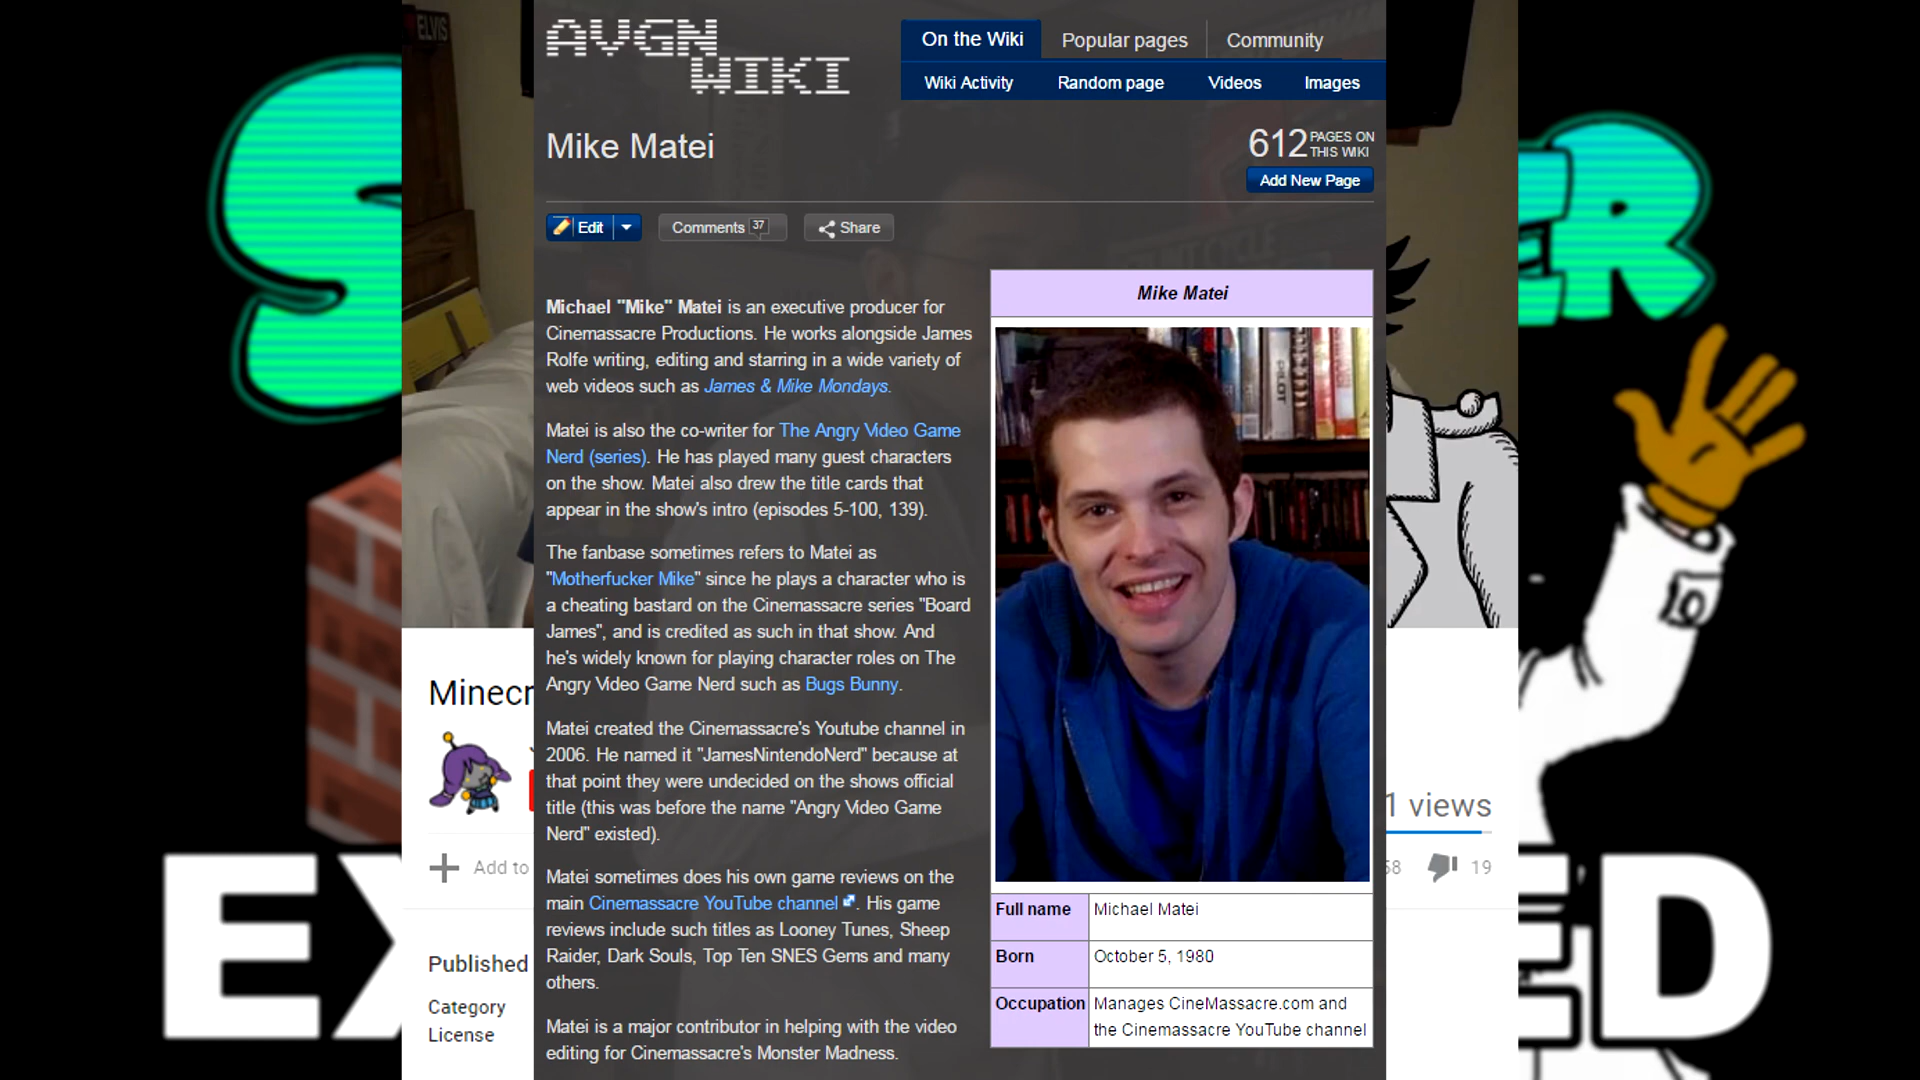 ELVIS
AVGN
WIKI
On the Wiki
Popular pages
Community
Wiki Activity
Random page
Videos
Images
Mike Matei
612 PAGES ON
THIS WIKI
Add New Page
Edit
Comments 37
Share
Michael "Mike" Matei is an executive producer for
Cinemassacre Productions. He works alongside James
Rolfe writing, editing and starring in a wide variety of
web videos such as James & Mike Mondays.
Matei is also the co-writer for The Angry Video Game
Nerd (series). He has played many guest characters
on the show. Matei also drew the title cards that
appear in the show's intro (episodes 5-100, 139).
The fanbase sometimes refers to Matei as
"Motherfucker Mike" since he plays a character who is
a cheating bastard on the Cinemassacre series "Board
James", and is credited as such in that show. And
he's widely known for playing character roles on The
Angry Video Game Nerd such as Bugs Bunny.
Matei created the Cinemassacre's Youtube channel in
2006. He named it "JamesNintendoNerd" because at
that point they were undecided on the shows official
title (this was before the name "Angry Video Game
Nerd" existed).
Matei sometimes does his own game reviews on the
main Cinemassacre YouTube channel. His game
reviews include such titles as Looney Tunes, Sheep
Raider, Dark Souls, Top Ten SNES Gems and many
others.
Matei is a major contributor in helping with the video
editing for Cinemassacre's Monster Madness.
Mike Matei
PILOT
Full name Michael Matei
Born October 5, 1980
Occupation Manages CineMassacre.com and
the Cinemassacre YouTube channel
S
ER
Minecr
1 views
Add to
58 19
Published
Category
License
EX
ED